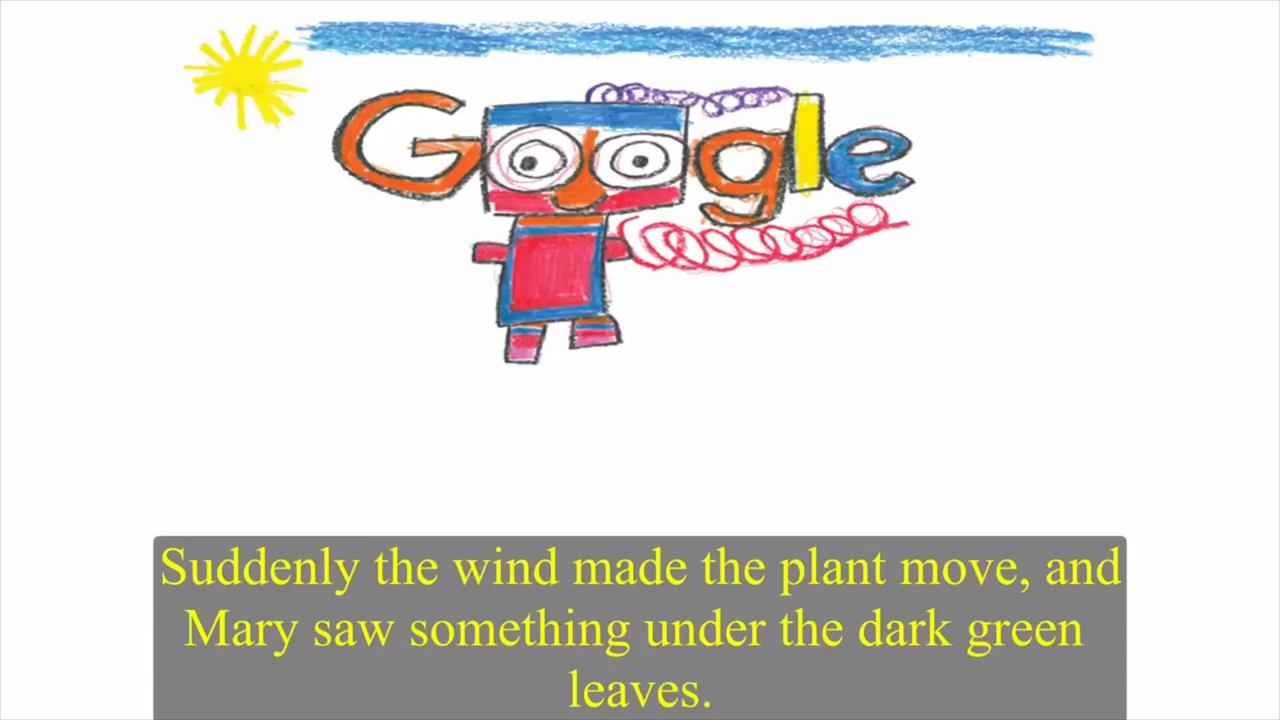 Google
Suddenly the wind made the plant move, and
Mary saw something under the dark green
leaves.